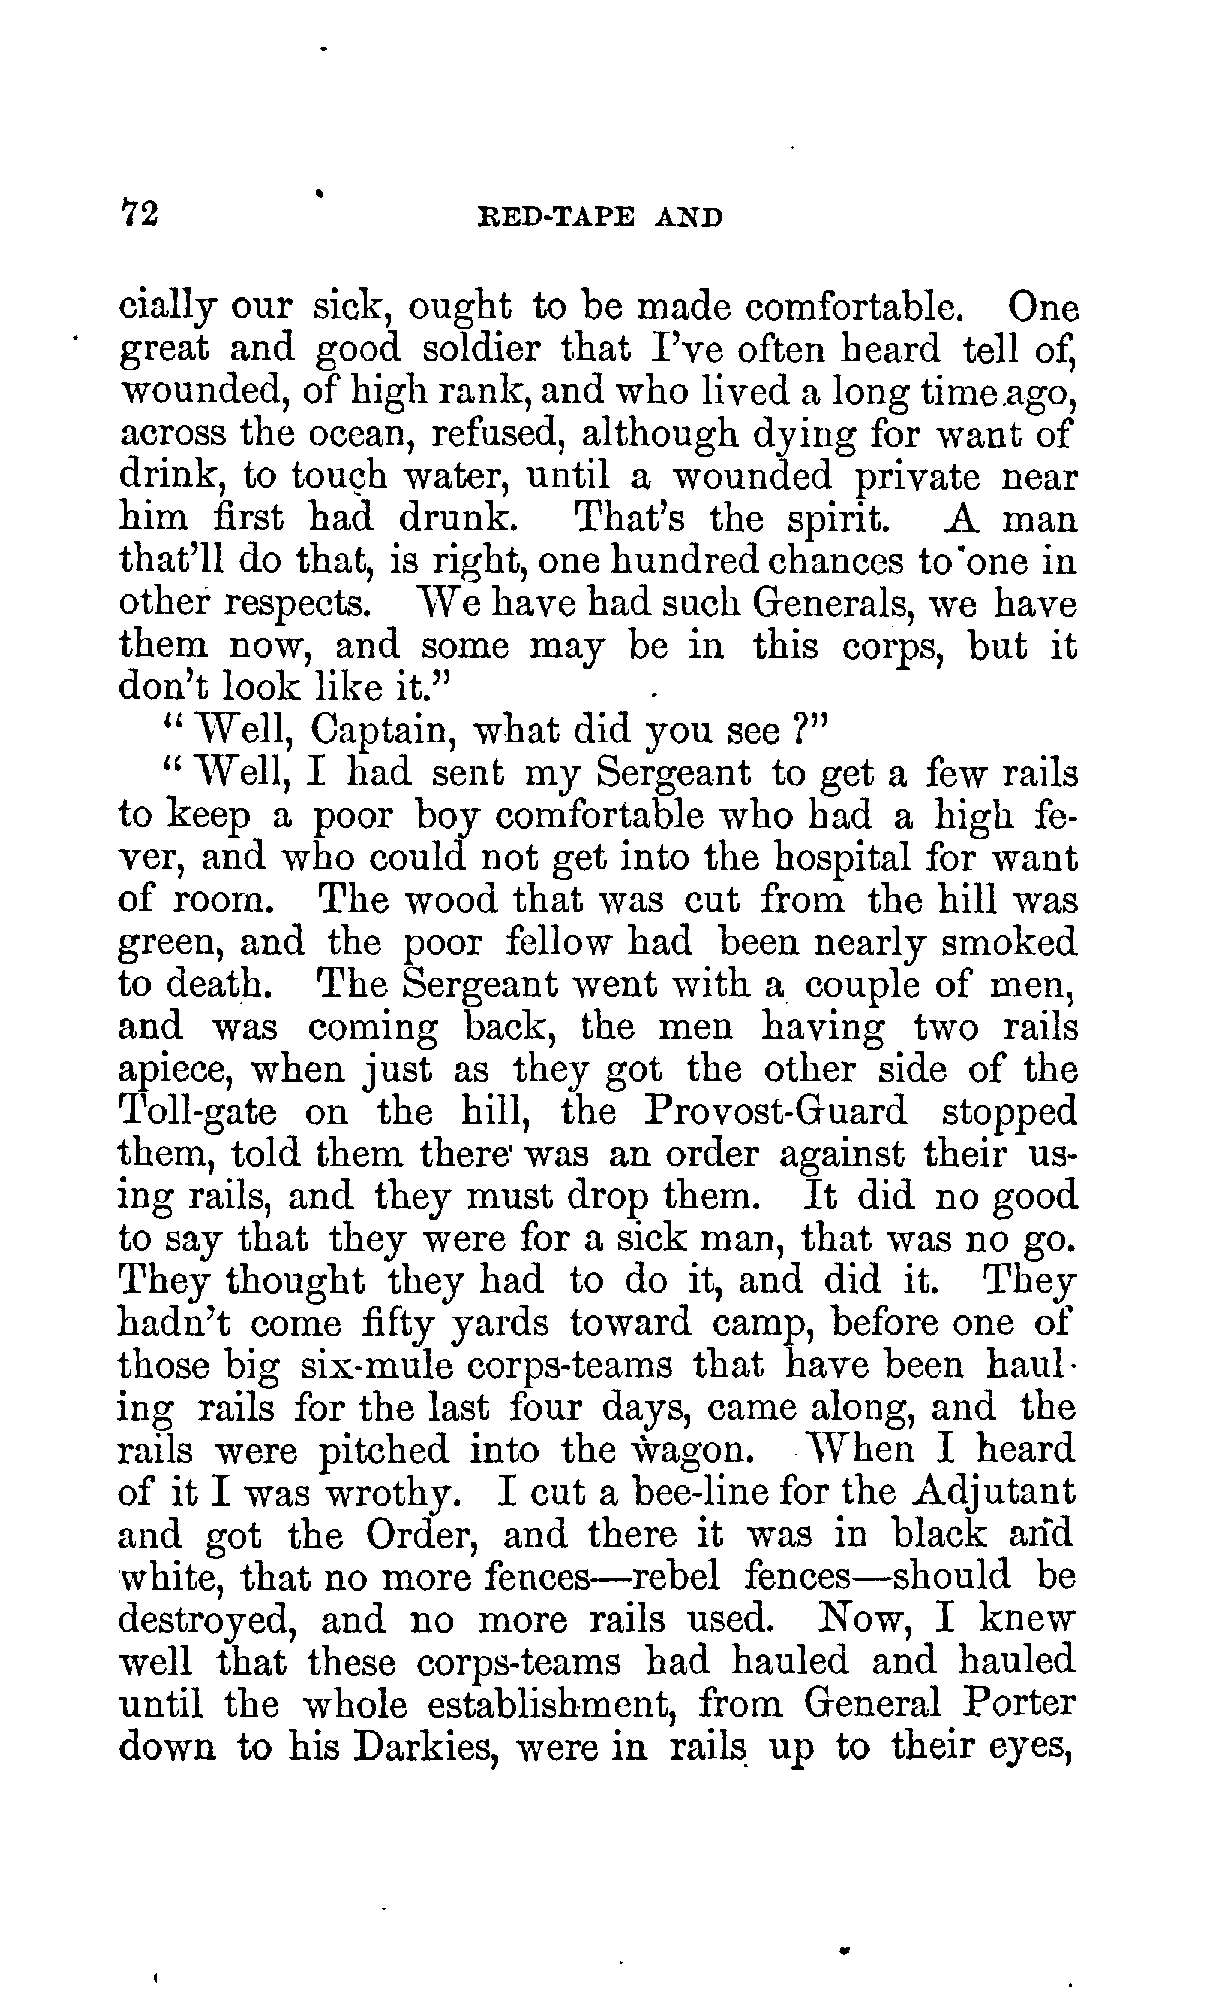 72 RED-TAPE AND
cially our sick, ought to be made comfortable. One
great and good soldier that I've often heard tell of,
wounded, of high rank, and who lived a long time ago,
across the ocean, refused, although dying for want of
drink, to touch water, until a wounded private near
him first had drunk. That's the spirit. A man
that'll do that, is right, one hundred chances to one in
other respects. We have had such Generals, we have
them now, and some may be in this corps, but it
don't look like it."
"Well, Captain, what did you see?"
"Well, I had sent my Sergeant to get a few rails
to keep a poor boy comfortable who had a high fe-
ver, and who could not get into the hospital for want
of room. The wood that was cut from the hill was
green, and the poor fellow had been nearly smoked
to death. The Sergeant went with a couple of men,
and was coming back, the men having two rails
apiece, when just as they got the other side of the
Toll-gate on the hill, the Provost-Guard stopped
them, told them there was an order against their us-
ing rails, and they must drop them. It did no good
to say that they were for a sick man, that was no go.
They thought they had to do it, and did it. They
hadn't come fifty yards toward camp, before one of
those big six-mule corps-teams that have been haul-
ing rails for the last four days, came along, and the
rails were pitched into the wagon. When I heard
of it I was wrothy. I cut a bee-line for the Adjutant
and got the Order, and there it was in black and
white, that no more fences—rebel fences—should be
destroyed, and no more rails used. Now, I knew
well that these corps-teams had hauled and hauled
until the whole establishment, from General Porter
down to his Darkies, were in rails up to their eyes,